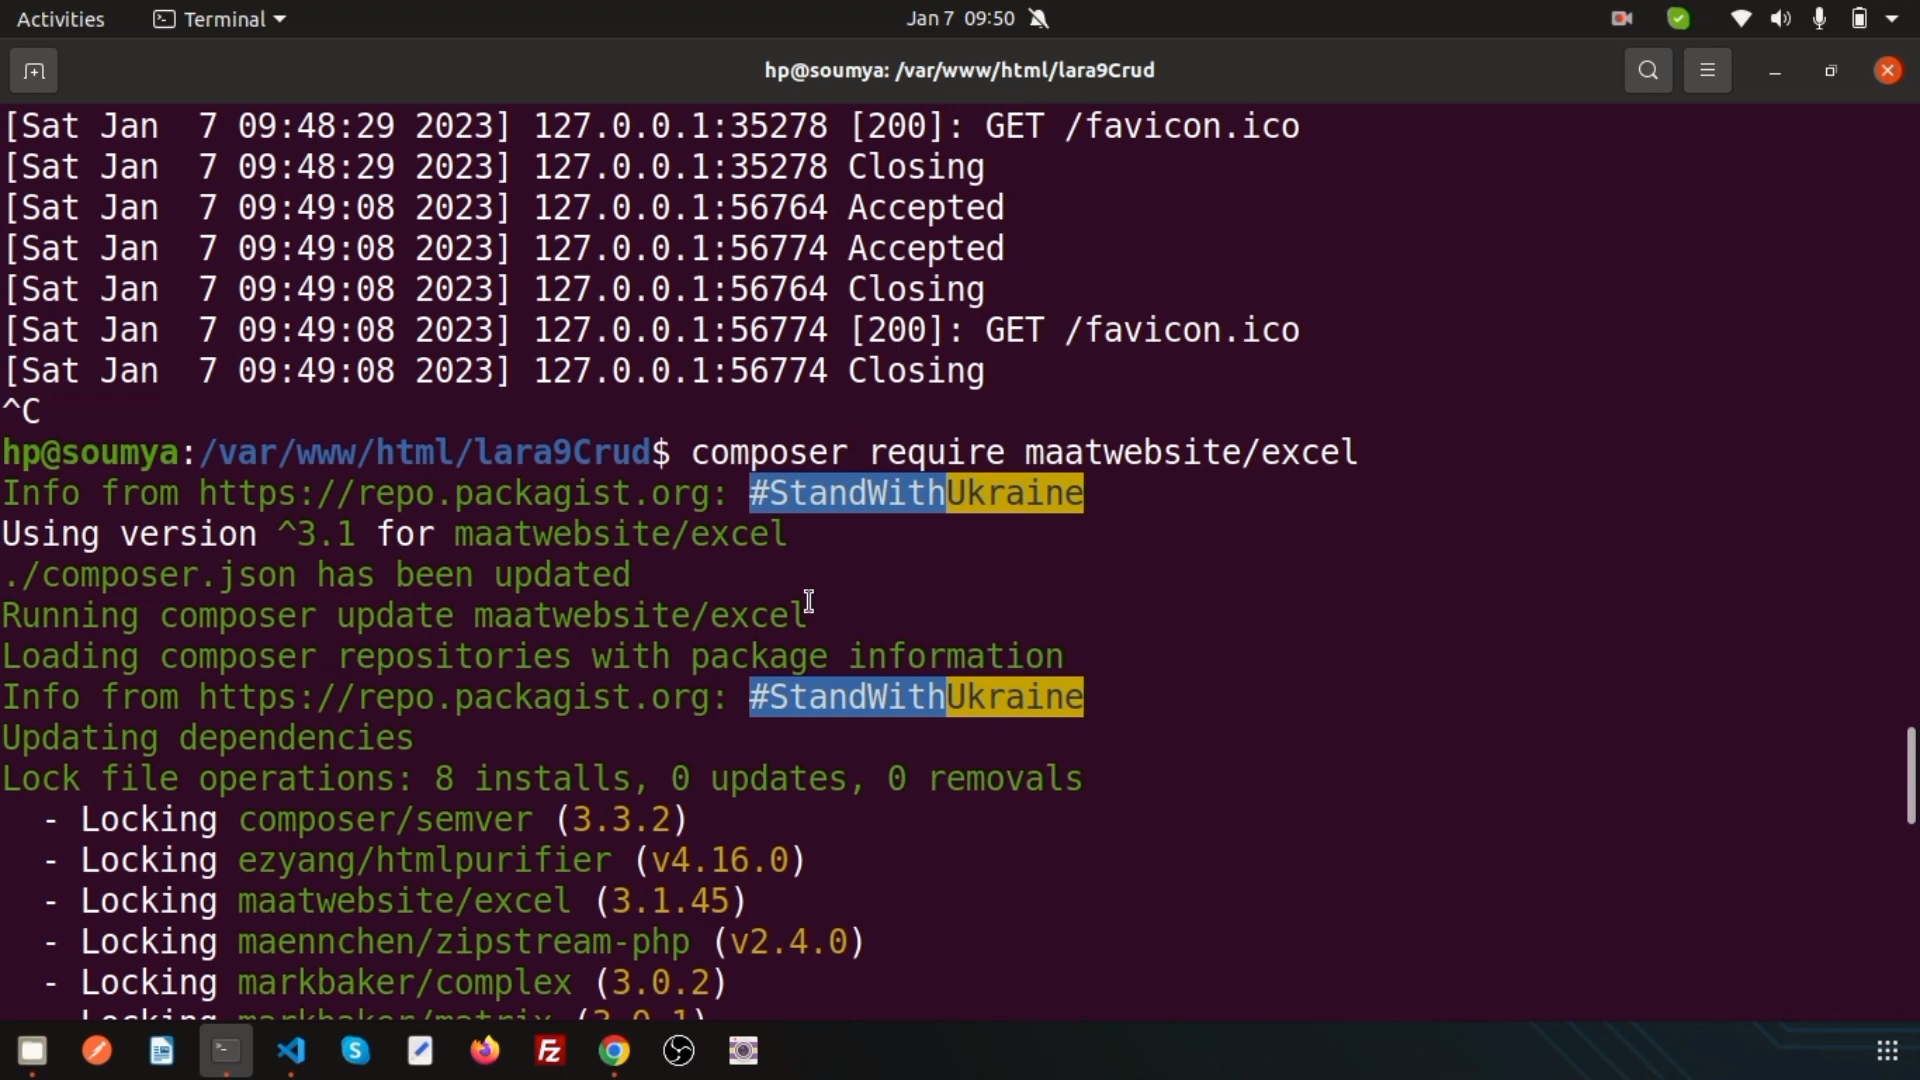 Activities Terminal Jan 7 09:50
hp@soumya: /var/www/html/lara9Crud
[Sat Jan  7 09:48:29 2023] 127.0.0.1:35278 [200]: GET /favicon.ico
[Sat Jan  7 09:48:29 2023] 127.0.0.1:35278 Closing
[Sat Jan  7 09:49:08 2023] 127.0.0.1:56764 Accepted
[Sat Jan  7 09:49:08 2023] 127.0.0.1:56774 Accepted
[Sat Jan  7 09:49:08 2023] 127.0.0.1:56764 Closing
[Sat Jan  7 09:49:08 2023] 127.0.0.1:56774 [200]: GET /favicon.ico
[Sat Jan  7 09:49:08 2023] 127.0.0.1:56774 Closing
^C
hp@soumya:/var/www/html/lara9Crud$ composer require maatwebsite/excel
Info from https://repo.packagist.org: #StandWithUkraine
Using version ^3.1 for maatwebsite/excel
./composer.json has been updated
Running composer update maatwebsite/excel
Loading composer repositories with package information
Info from https://repo.packagist.org: #StandWithUkraine
Updating dependencies
Lock file operations: 8 installs, 0 updates, 0 removals
  - Locking composer/semver (3.3.2)
  - Locking ezyang/htmlpurifier (v4.16.0)
  - Locking maatwebsite/excel (3.1.45)
  - Locking maennchen/zipstream-php (v2.4.0)
  - Locking markbaker/complex (3.0.2)
  - Locking markbaker/matrix (3.0.1)